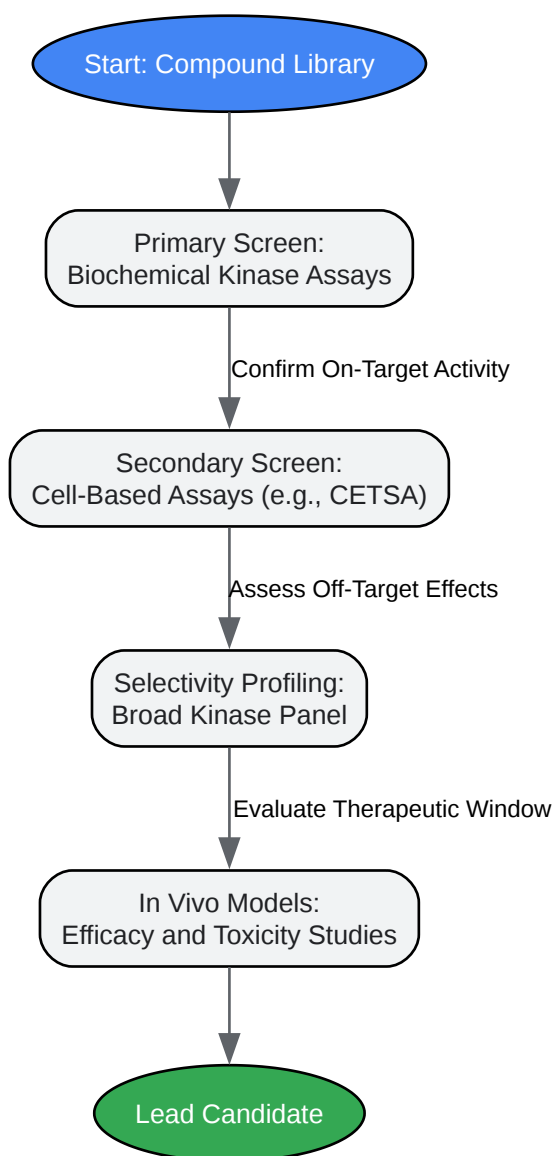 Start: Compound Library
Primary Screen:
Biochemical Kinase Assays
Confirm On-Target Activity
Secondary Screen:
Cell-Based Assays (e.g., CETSA)
Assess Off-Target Effects
Selectivity Profiling:
Broad Kinase Panel
Evaluate Therapeutic Window
In Vivo Models:
Efficacy and Toxicity Studies
Lead Candidate